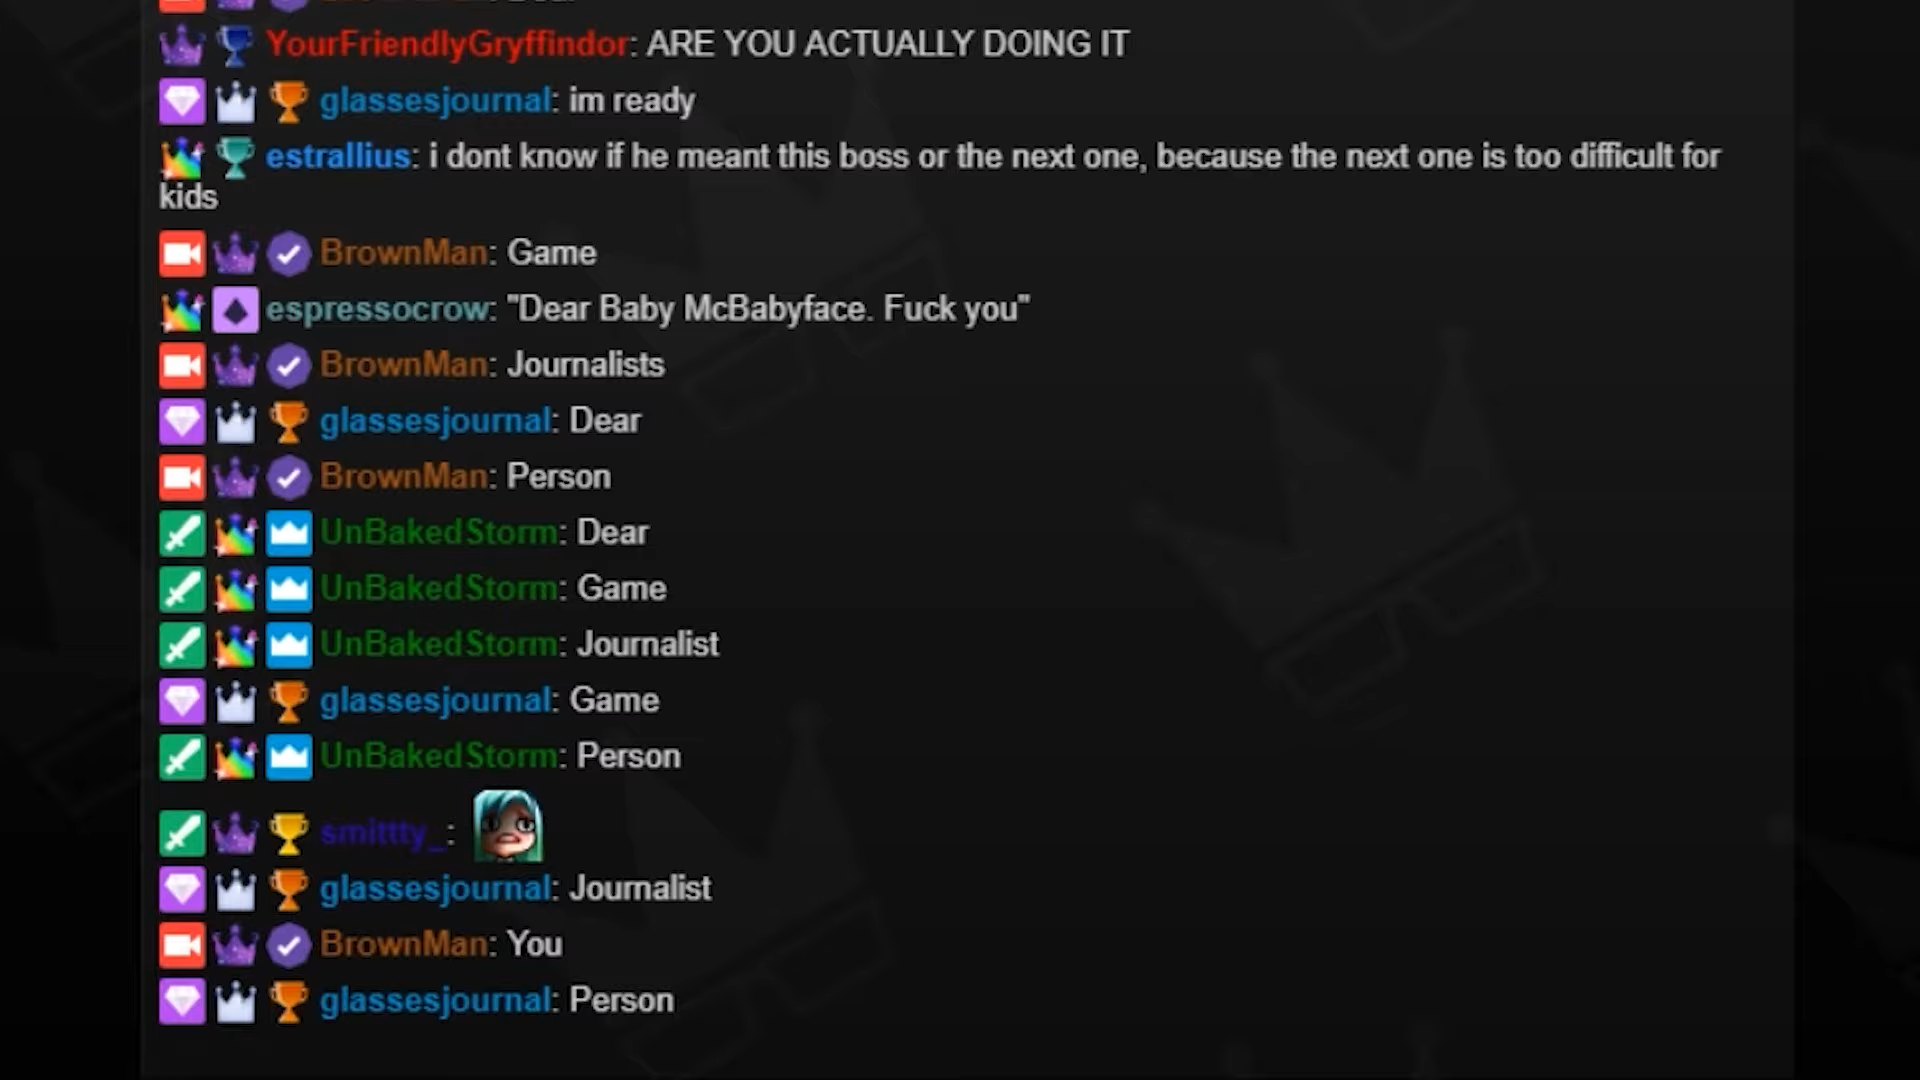 YourFriendlyGryffindor: ARE YOU ACTUALLY DOING IT
glassesjournal: im ready
estrallius: i dont know if he meant this boss or the next one, because the next one is too difficult for
kids
BrownMan: Game
espressocrow: "Dear Baby McBabyface. Fuck you"
BrownMan: Journalists
glassesjournal: Dear
BrownMan: Person
UnBakedStorm: Dear
UnBakedStorm: Game
UnBakedStorm: Journalist
glassesjournal: Game
UnBakedStorm: Person
smittty_:
glassesjournal: Journalist
BrownMan: You
glassesjournal: Person